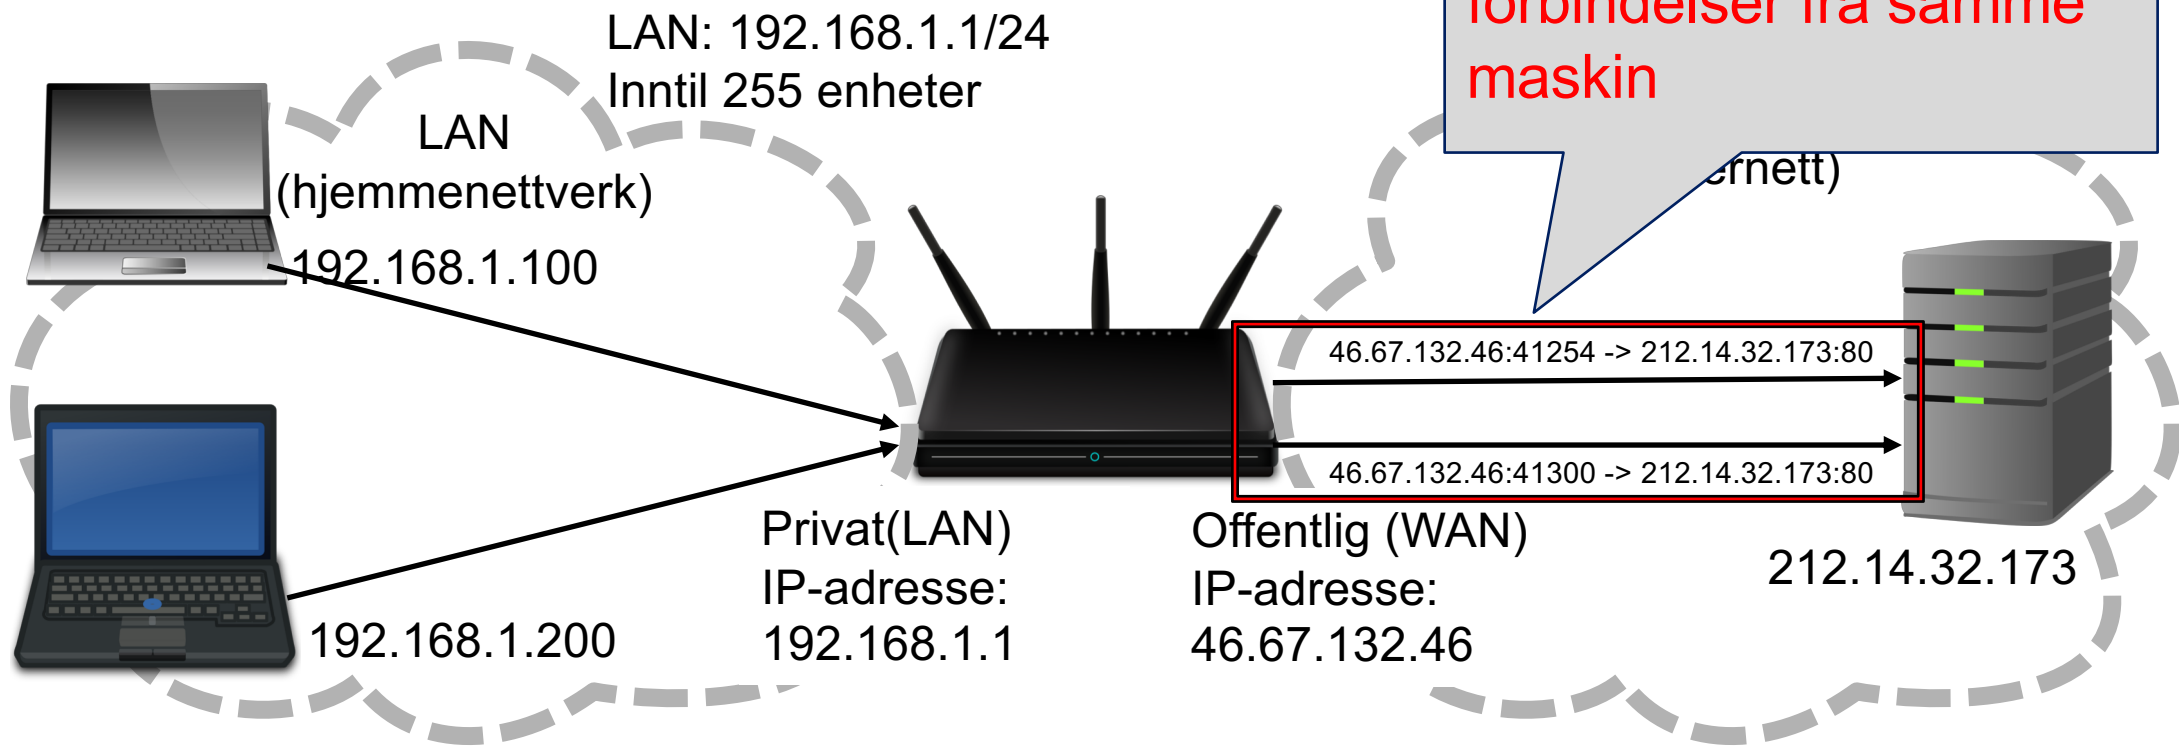 LAN: 192.168.1.1/24
Inntil 255 enheter
forbindelser fra samme
maskin
LAN
(hjemmenettverk)
192.168.1.100
46.67.132.46:41254 -> 212.14.32.173:80
46.67.132.46:41300 -> 212.14.32.173:80
192.168.1.200
Privat(LAN)
IP-adresse:
192.168.1.1
Offentlig (WAN)
IP-adresse:
46.67.132.46
212.14.32.173